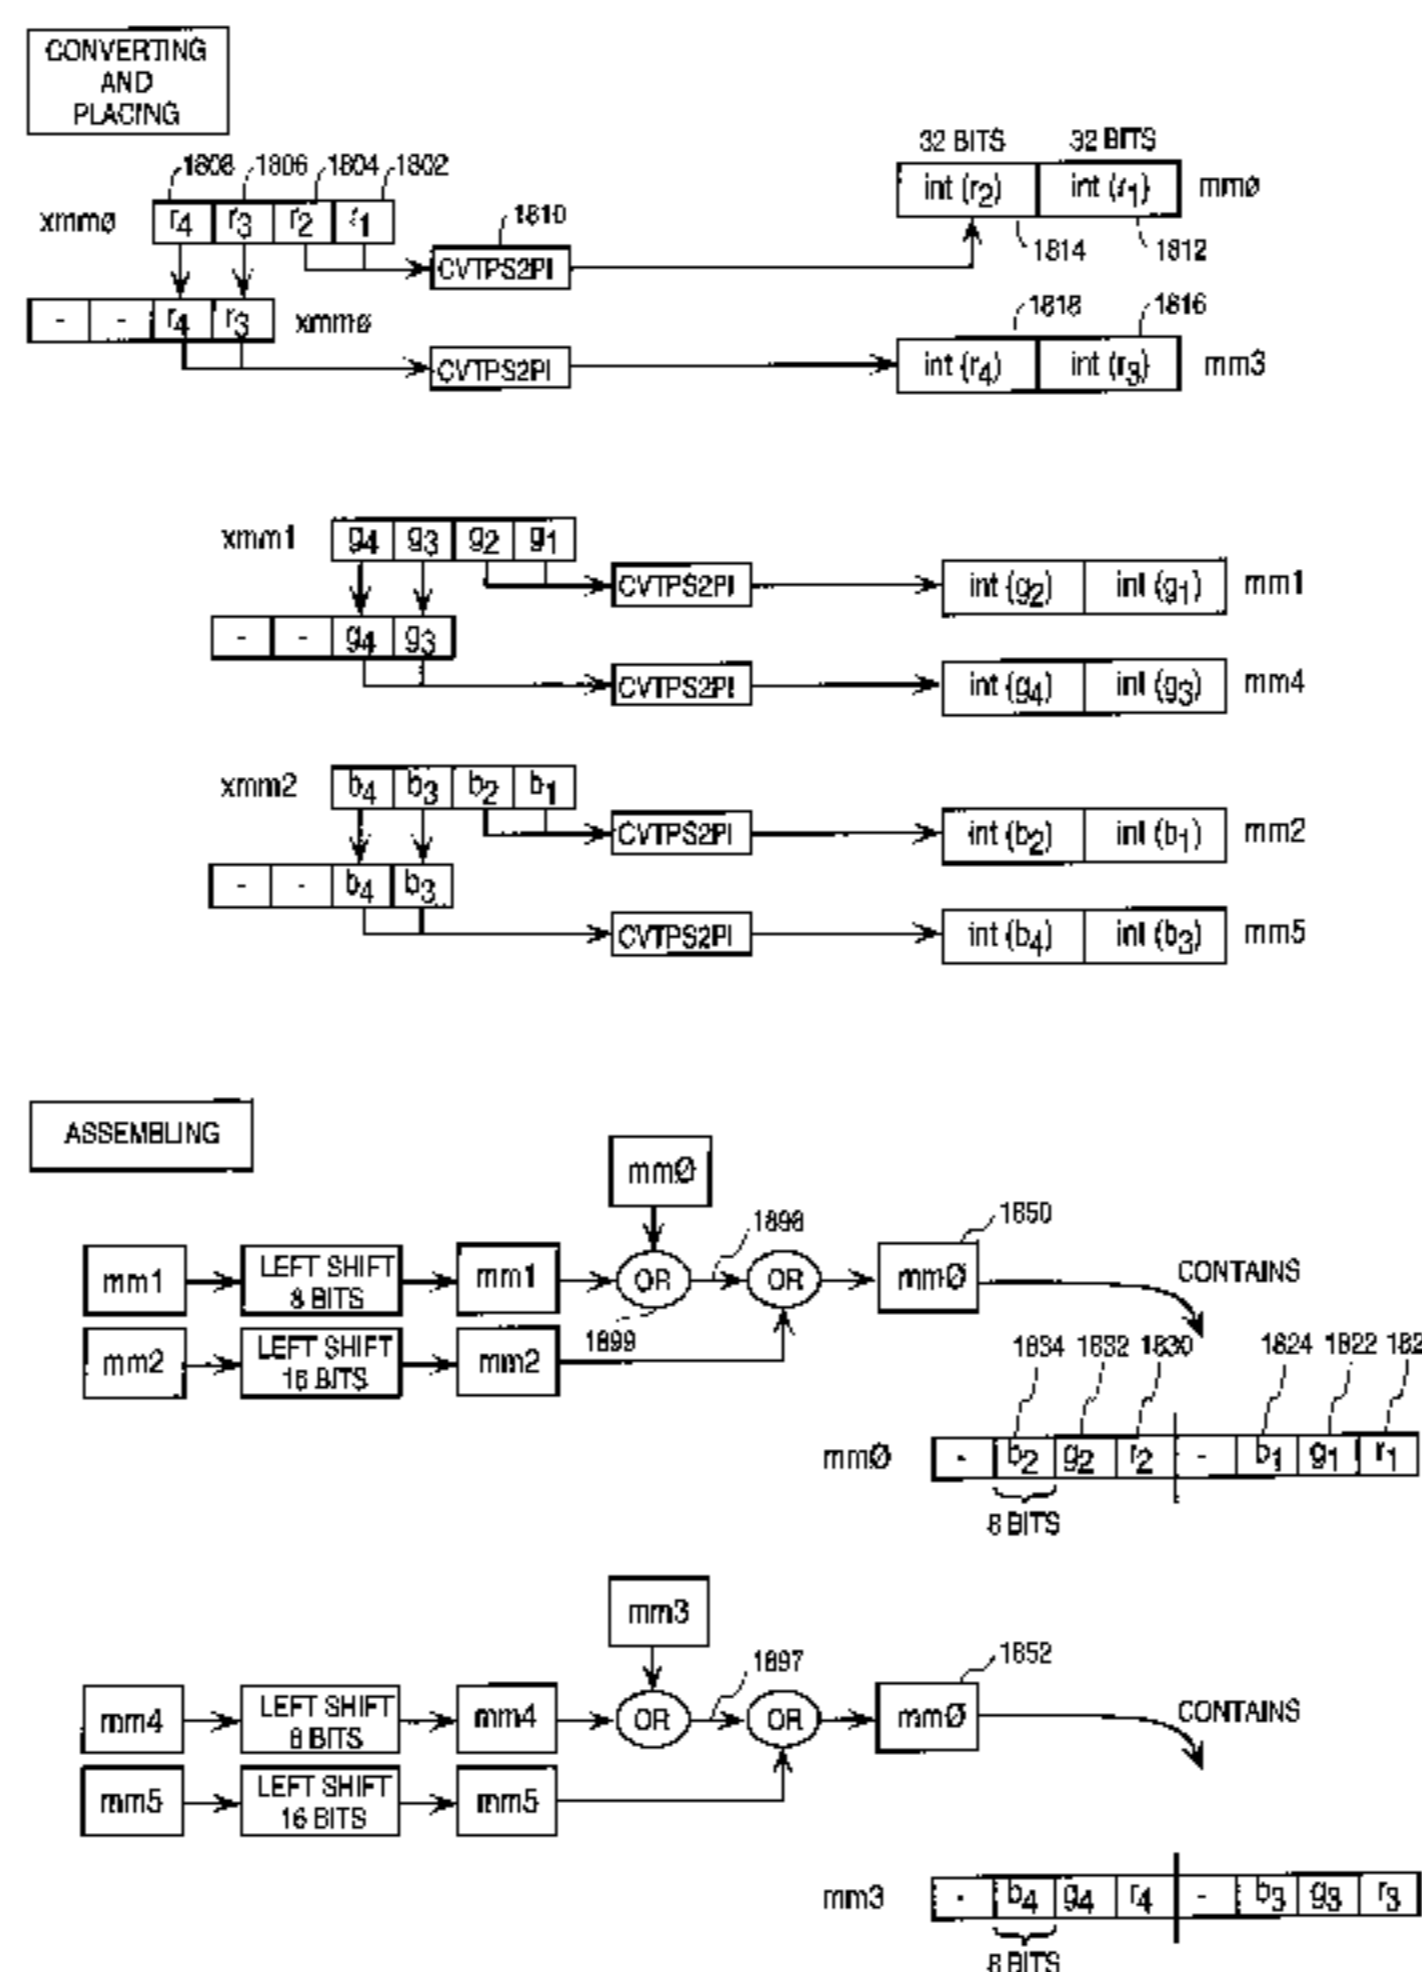 CONVERTING
AND
PLACING
1808 1806 1804 1802
xmmø r4 r3 r2 r1
1810
CVTPS2PI
32 BITS 32 BITS
int (r2) int (r1) mmø
1814 1812
- - r4 r3 xmmø
CVTPS2PI
1818 1816
int (r4) int (r3) mm3
xmm1 g4 g3 g2 g1
CVTPS2PI int (g2) int (g1) mm1
- - g4 g3
CVTPS2PI int (g4) int (g3) mm4
xmm2 b4 b3 b2 b1
CVTPS2PI int (b2) int (b1) mm2
- - b4 b3
CVTPS2PI int (b4) int (b3) mm5
ASSEMBLING
mmØ
1898 1850
mm1 LEFT SHIFT
8 BITS mm1 OR OR mmØ CONTAINS
1899
mm2 LEFT SHIFT
16 BITS mm2
1834 1832 1830 1824 1822 182
mmØ - b2 g2 r2 - b1 g1 r1
8 BITS
mm3
1897 1852
mm4 LEFT SHIFT
8 BITS mm4 OR OR mmØ CONTAINS
mm5 LEFT SHIFT
16 BITS mm5
mm3 - b4 g4 r4 - b3 g3 r3
8 BITS